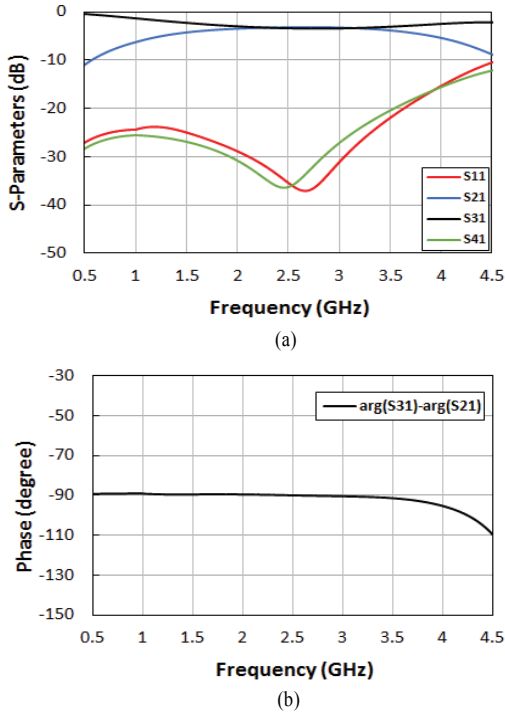 S-Parameters (dB)
0
-10
-20
-30
-40
-50
S11
S21
S31
S41
0.5 1 1.5 2 2.5 3 3.5 4 4.5
Frequency (GHz)
(a)
Phase (degree)
-30
-50
-70
-90
-110
-130
-150
arg(S31)-arg(S21)
0.5 1 1.5 2 2.5 3 3.5 4 4.5
Frequency (GHz)
(b)